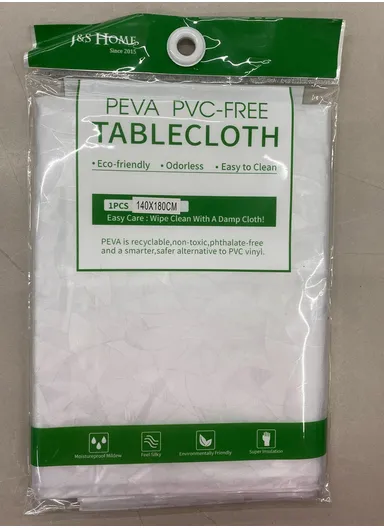 J&S HOME
Since 2015
PEVA PVC-FREE
TABLECLOTH
• Eco-friendly • Odorless • Easy to Clean
1PCS 140X180CM
Easy Care : Wipe Clean With A Damp Cloth!
PEVA is recyclable,non-toxic,phthalate-free
and a smarter,safer alternative to PVC vinyl.
Moistureproof Mildew Feel Silky Environmentally Friendly Super Insulation